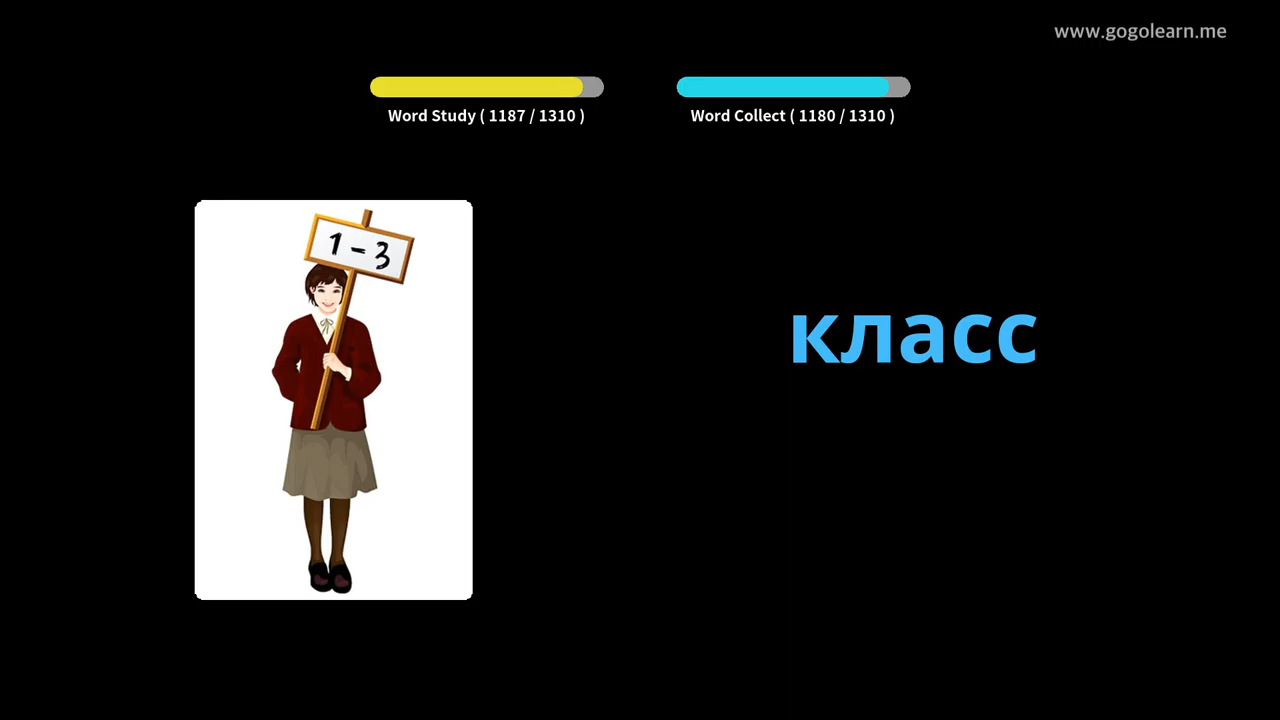 www.gogolearn.me
Word Study ( 1187 / 1310 )
Word Collect ( 1180 / 1310 )
1 - 3
класс